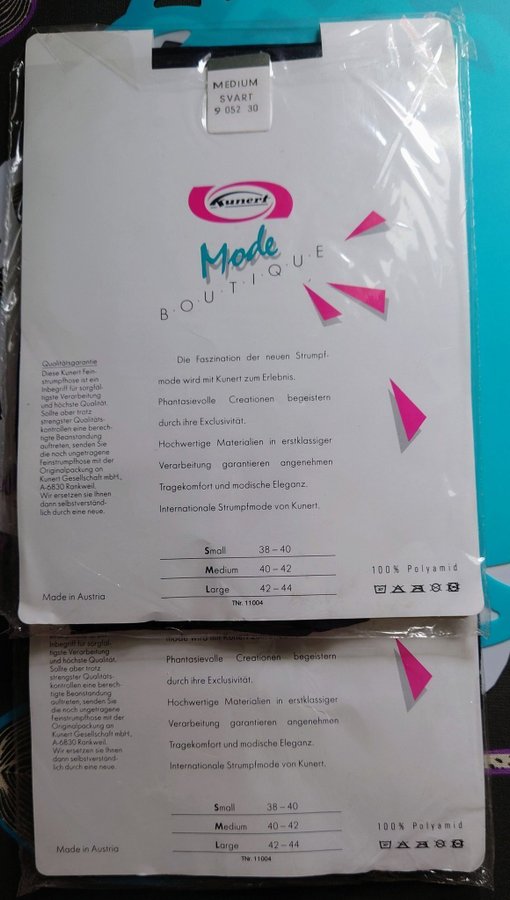 MEDIUM
SVART
9 052 30
Kunert
Mode
B·O·U·T·I·Q·U·E
Qualitätsgarantie
Diese Kunert Fein-
strumpfhose ist ein
Inbegriff für sorgfäl-
tigste Verarbeitung
und höchste Qualität.
Sollte aber trotz
strengster Qualitäts-
kontrollen eine berech-
tigte Beanstandung
auftreten, senden Sie
die noch ungetragene
Feinstrumpfhose mit der
Originalpackung an
Kunert Gesellschaft mbH.,
A-6830 Rankweil.
Wir ersetzen sie Ihnen
dann selbstverständ-
lich durch eine neue.
Die Faszination der neuen Strumpf-
mode wird mit Kunert zum Erlebnis.
Phantasievolle Creationen begeistern
durch ihre Exclusivität.
Hochwertige Materialien in erstklassiger
Verarbeitung garantieren angenehmen
Tragekomfort und modische Eleganz.
Internationale Strumpfmode von Kunert.
Small 38 – 40
Medium 40 – 42
Large 42 – 44
TNr. 11004
100% Polyamid
Made in Austria
Inbegriff für sorgfäl-
tigste Verarbeitung
und höchste Qualität.
Sollte aber trotz
strengster Qualitäts-
kontrollen eine berech-
tigte Beanstandung
auftreten, senden Sie
die noch ungetragene
Feinstrumpfhose mit der
Originalpackung an
Kunert Gesellschaft mbH.,
A-6830 Rankweil.
Wir ersetzen sie Ihnen
dann selbstverständ-
lich durch eine neue.
mode wird mit Kunert zum
Phantasievolle Creationen begeistern
durch ihre Exclusivität.
Hochwertige Materialien in erstklassiger
Verarbeitung garantieren angenehmen
Tragekomfort und modische Eleganz.
Internationale Strumpfmode von Kunert.
Small 38 – 40
Medium 40 – 42
Large 42 – 44
TNr. 11004
100% Polyamid
Made in Austria